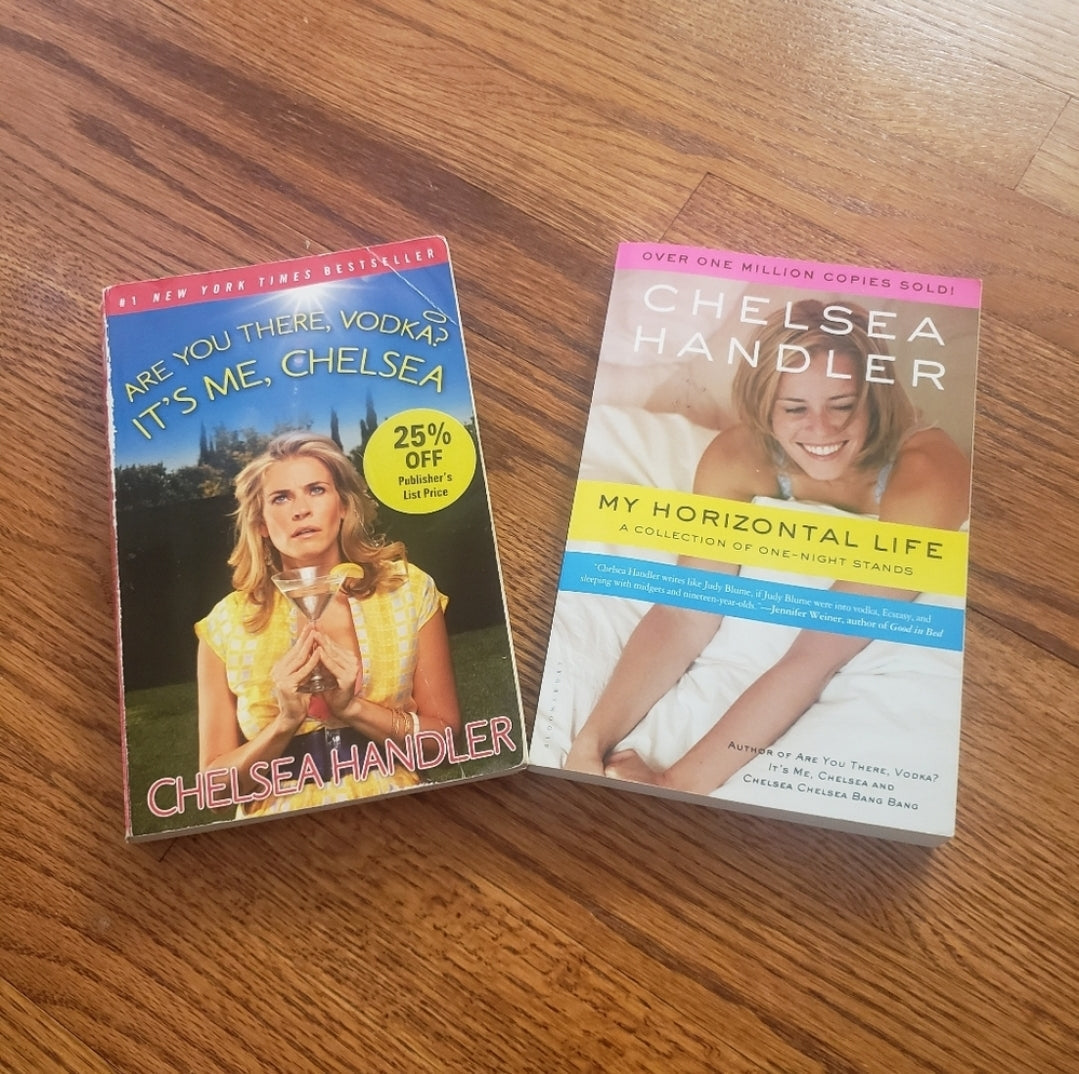 #1 NEW YORK TIMES BESTSELLER
ARE YOU THERE, VODKA?
IT'S ME, CHELSEA
25%
OFF
Publisher's
List Price
CHELSEA HANDLER
OVER ONE MILLION COPIES SOLD!
CHELSEA
HANDLER
MY HORIZONTAL LIFE
A COLLECTION OF ONE-NIGHT STANDS
"Chelsea Handler writes like Judy Blume, if Judy Blume were into vodka, Ecstasy, and
sleeping with midgets and nineteen-year-olds."—Jennifer Weiner, author of Good in Bed
BLOOMSBURY
AUTHOR OF ARE YOU THERE, VODKA?
IT'S ME, CHELSEA AND
CHELSEA CHELSEA BANG BANG